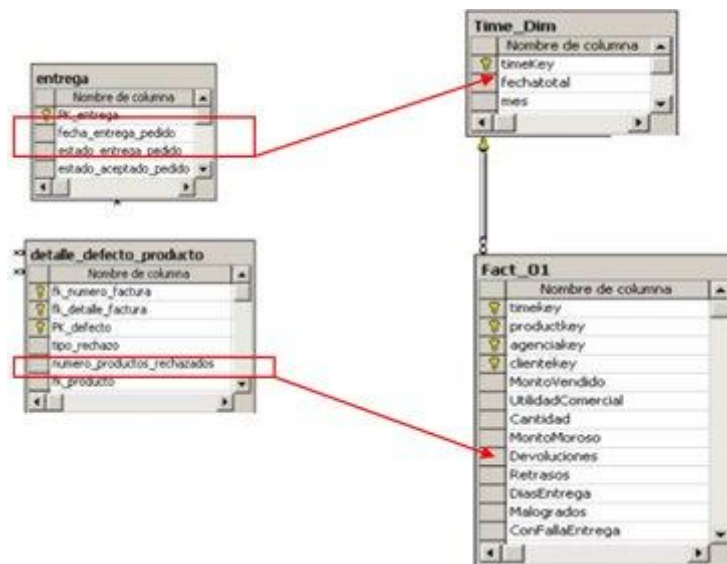 entrega
Nombre de columna
PK_entrega
fecha_entrega_pedido
estado_entrega_pedido
estado_aceptado_pedido
Time_Dim
Nombre de columna
timeKey
fechatotal
mes
detalle_defecto_producto
Nombre de columna
fk_numero_factura
fk_detalle_factura
PK_defecto
tipo_rechazo
numero_productos_rechazados
fk_producto
Fact_01
Nombre de columna
timekey
productkey
agenciakey
clientekey
MontoVendido
UtilidadComercial
Cantidad
MontoMoroso
Devoluciones
Retrasos
DiasEntrega
Malogrados
ConFallaEntrega